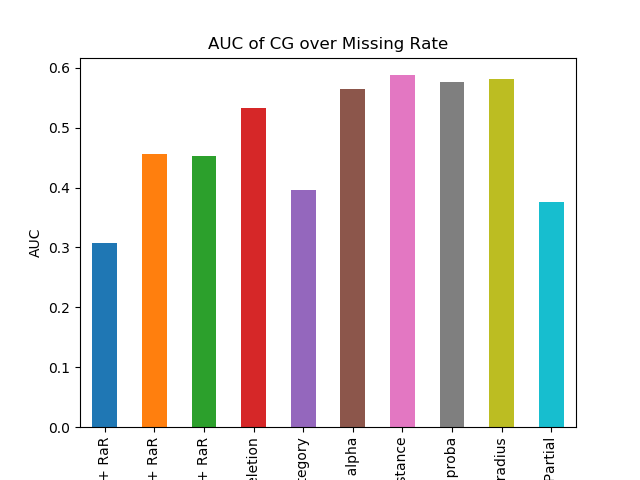 AUC of CG over Missing Rate
AUC
0.6
0.5
0.4
0.3
0.2
0.1
0.0
+ RaR
+ RaR
+ RaR
eletion
tegory
alpha
stance
proba
radius
Partial